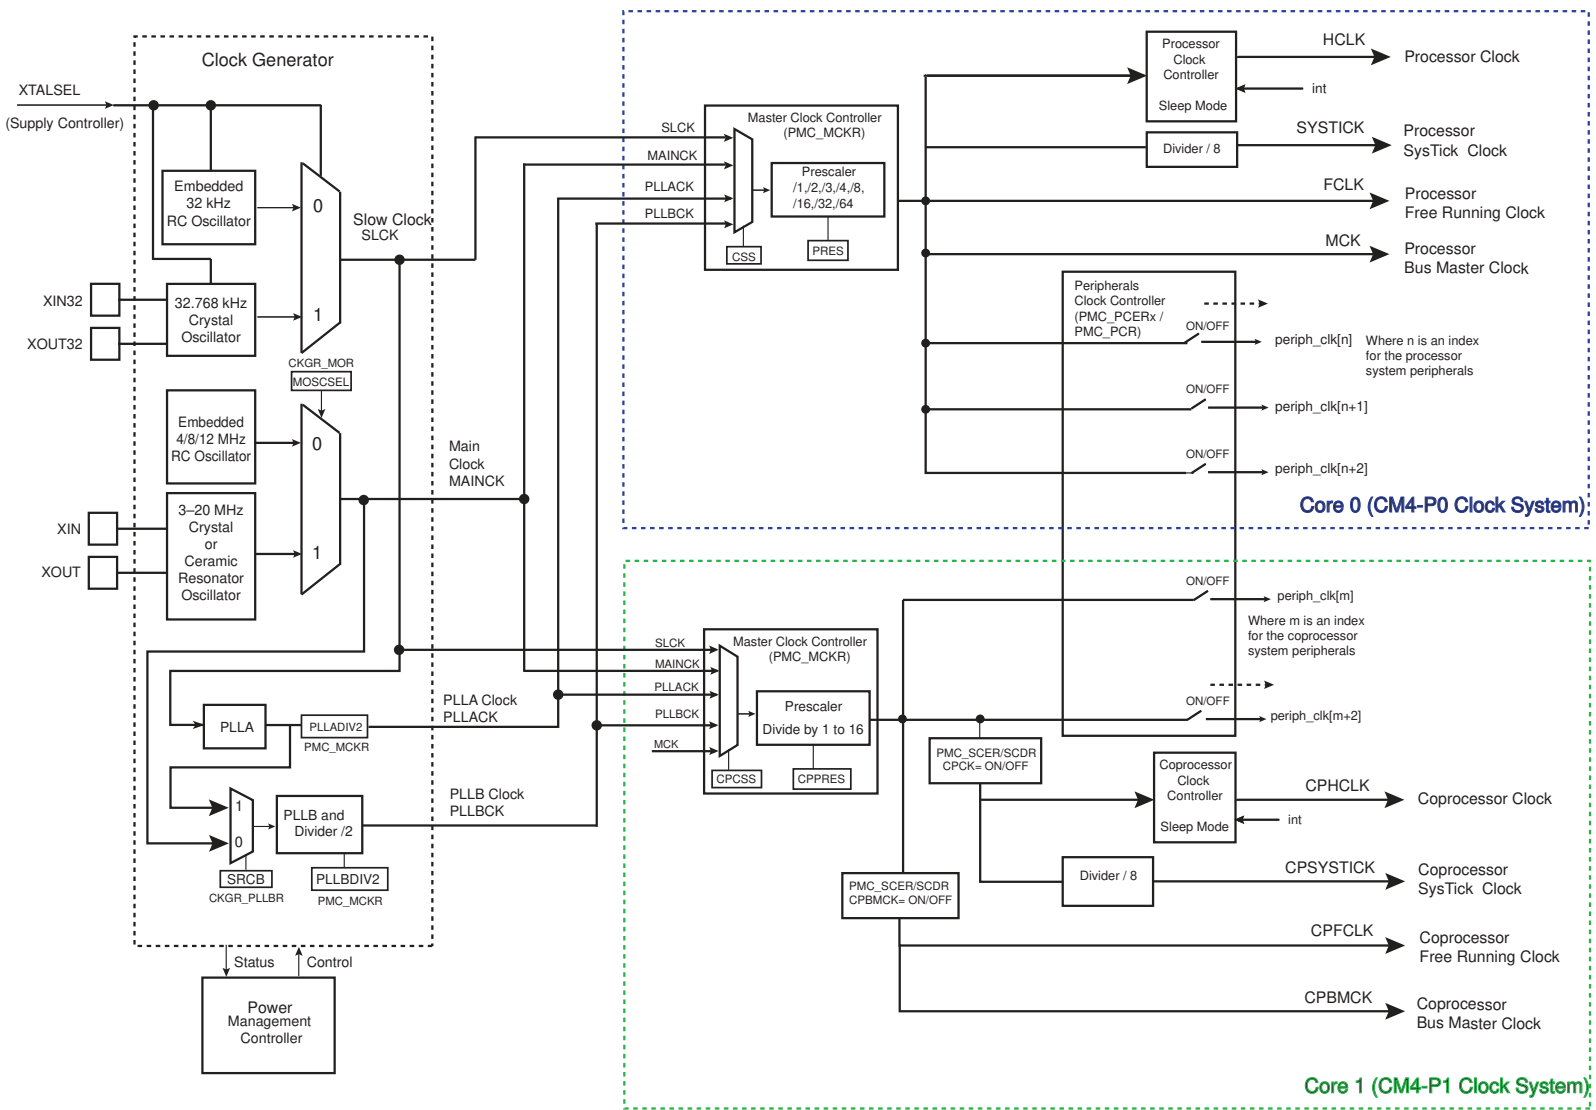 Clock Generator
XTALSEL
(Supply Controller)
Embedded
32 kHz
RC Oscillator
0
Slow Clock
SLCK
XIN32
XOUT32
32.768 kHz
Crystal
Oscillator
1
CKGR_MOR
MOSCSEL
Embedded
4/8/12 MHz
RC Oscillator
0
Main
Clock
MAINCK
XIN
XOUT
3–20 MHz
Crystal
or
Ceramic
Resonator
Oscillator
1
PLLA
PLLADIV2
PMC_MCKR
PLLA Clock
PLLACK
1
0
PLLB and
Divider /2
PLLB Clock
PLLBCK
SRCB
CKGR_PLLBR
PLLBDIV2
PMC_MCKR
Status
Control
Power
Management
Controller
SLCK
MAINCK
PLLACK
PLLBCK
Master Clock Controller
(PMC_MCKR)
Prescaler
/1,/2,/3,/4,/8,
/16,/32,/64
CSS
PRES
Processor
Clock
Controller
Sleep Mode
HCLK
Processor Clock
int
Divider / 8
SYSTICK
Processor
SysTick Clock
FCLK
Processor
Free Running Clock
MCK
Processor
Bus Master Clock
Peripherals
Clock Controller
(PMC_PCERx /
PMC_PCR)
ON/OFF
periph_clk[n]
Where n is an index
for the processor
system peripherals
ON/OFF
periph_clk[n+1]
ON/OFF
periph_clk[n+2]
Core 0 (CM4-P0 Clock System)
SLCK
MAINCK
PLLACK
PLLBCK
MCK
Master Clock Controller
(PMC_MCKR)
Prescaler
Divide by 1 to 16
CPCSS
CPPRES
ON/OFF
periph_clk[m]
Where m is an index
for the coprocessor
system peripherals
ON/OFF
periph_clk[m+2]
PMC_SCER/SCDR
CPCK= ON/OFF
Coprocessor
Clock
Controller
Sleep Mode
CPHCLK
Coprocessor Clock
int
Divider / 8
CPSYSTICK
Coprocessor
SysTick Clock
PMC_SCER/SCDR
CPBMCK= ON/OFF
CPFCLK
Coprocessor
Free Running Clock
CPBMCK
Coprocessor
Bus Master Clock
Core 1 (CM4-P1 Clock System)